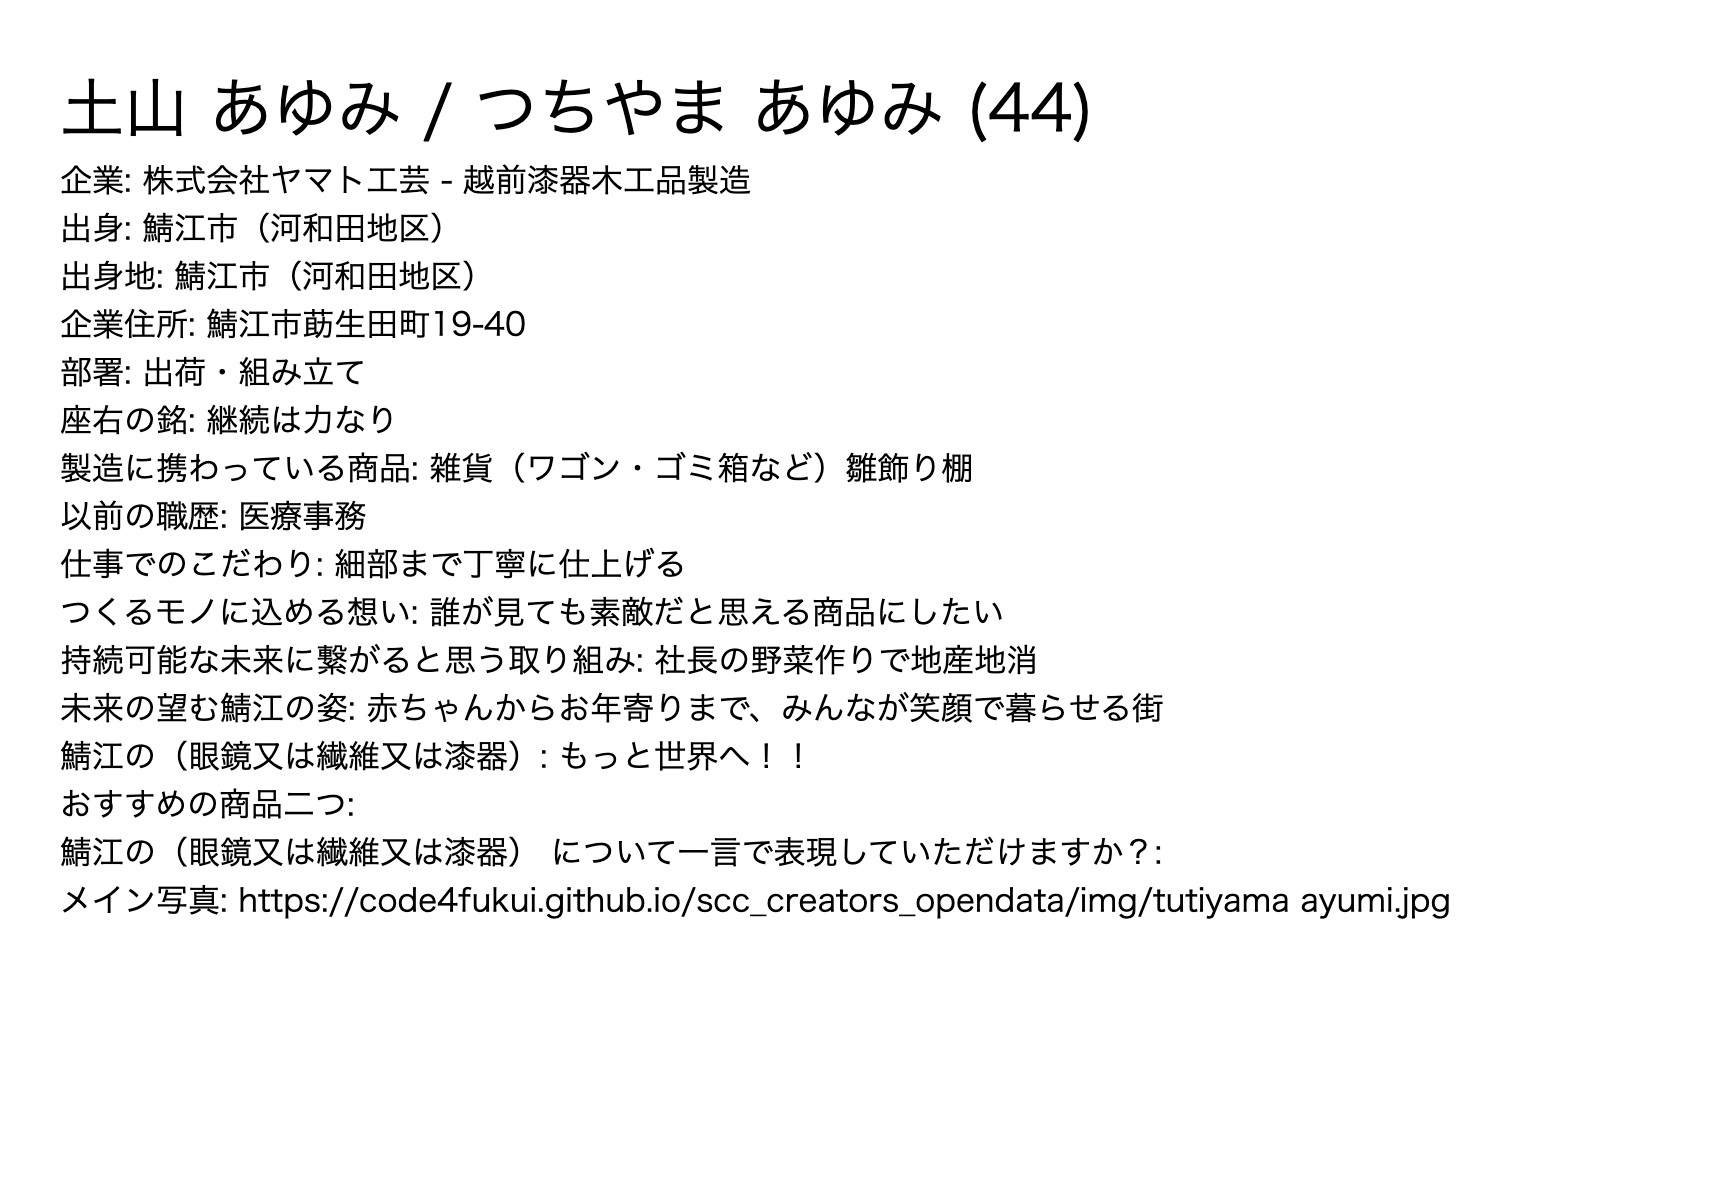 土山 あゆみ / つちやま あゆみ (44)
企業: 株式会社ヤマト工芸 - 越前漆器木工品製造
出身: 鯖江市（河和田地区）
出身地: 鯖江市（河和田地区）
企業住所: 鯖江市莇生田町19-40
部署: 出荷・組み立て
座右の銘: 継続は力なり
製造に携わっている商品: 雑貨（ワゴン・ゴミ箱など）雛飾り棚
以前の職歴: 医療事務
仕事でのこだわり: 細部まで丁寧に仕上げる
つくるモノに込める想い: 誰が見ても素敵だと思える商品にしたい
持続可能な未来に繋がると思う取り組み: 社長の野菜作りで地産地消
未来の望む鯖江の姿: 赤ちゃんからお年寄りまで、みんなが笑顔で暮らせる街
鯖江の（眼鏡又は繊維又は漆器）: もっと世界へ！！
おすすめの商品二つ:
鯖江の（眼鏡又は繊維又は漆器） について一言で表現していただけますか？:
メイン写真: https://code4fukui.github.io/scc_creators_opendata/img/tutiyama ayumi.jpg